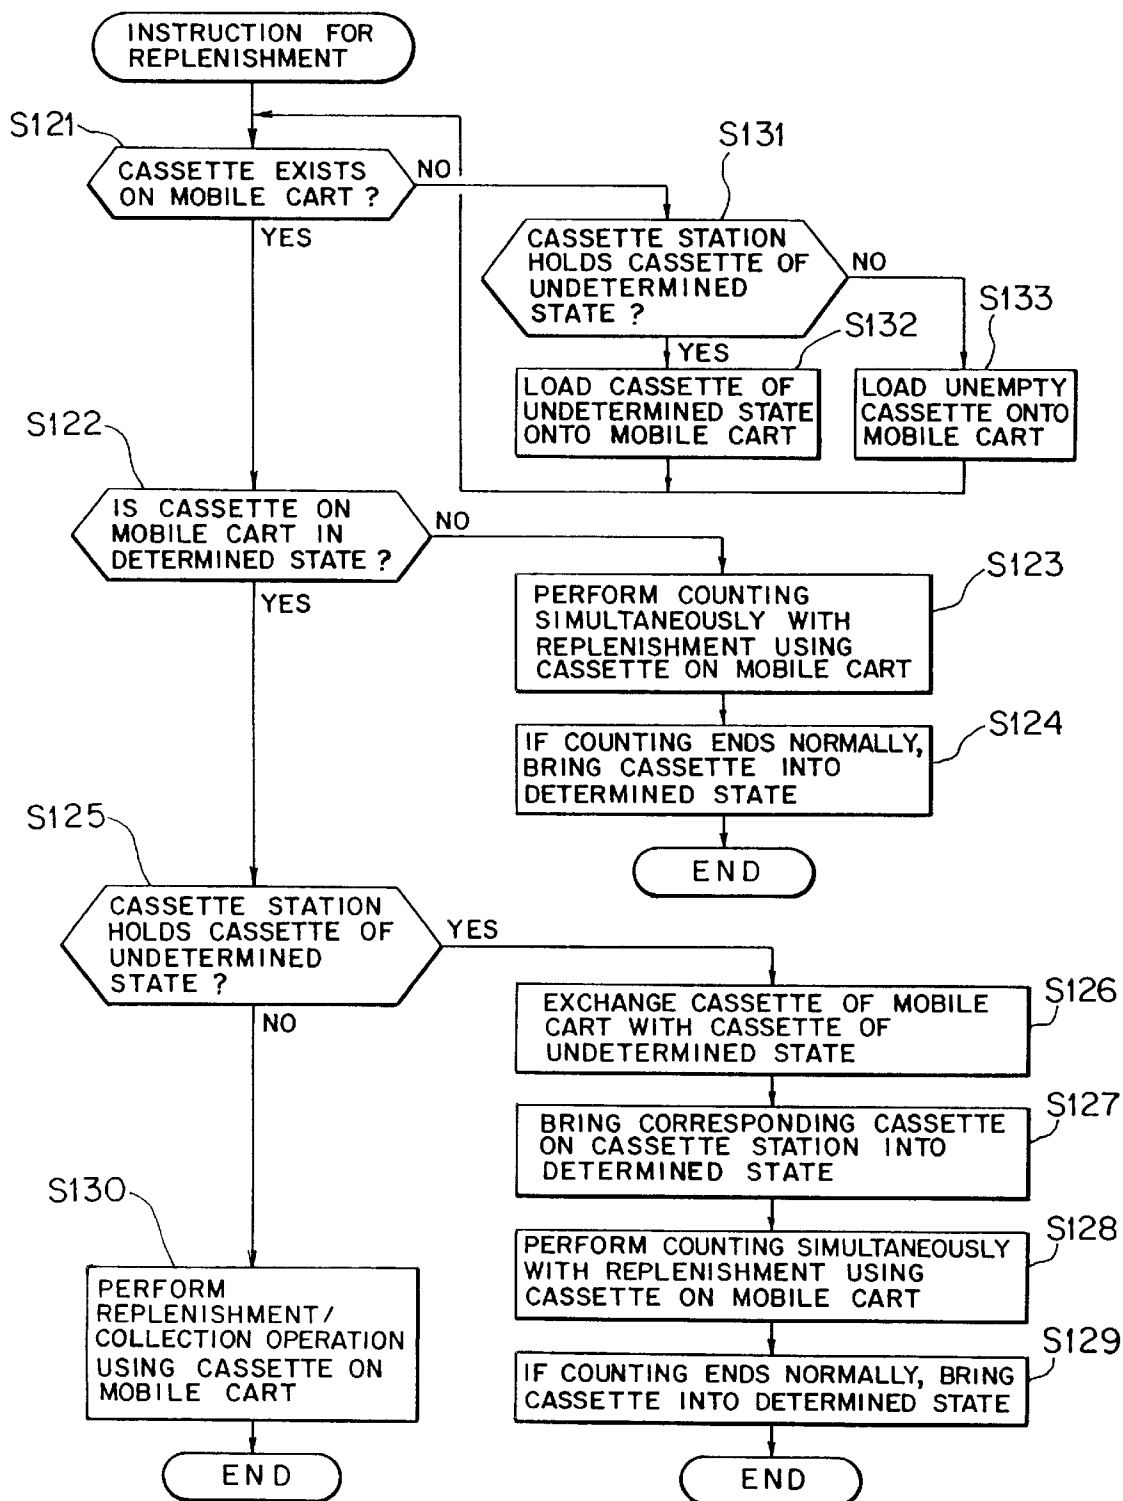 INSTRUCTION FOR
REPLENISHMENT
S121
CASSETTE EXISTS
ON MOBILE CART ?
NO
YES
S131
CASSETTE STATION
HOLDS CASSETTE OF
UNDETERMINED
STATE ?
NO
YES
S132
LOAD CASSETTE OF
UNDETERMINED STATE
ONTO MOBILE CART
S133
LOAD UNEMPTY
CASSETTE ONTO
MOBILE CART
S122
IS CASSETTE ON
MOBILE CART IN
DETERMINED STATE ?
NO
YES
S123
PERFORM COUNTING
SIMULTANEOUSLY WITH
REPLENISHMENT USING
CASSETTE ON MOBILE CART
S124
IF COUNTING ENDS NORMALLY,
BRING CASSETTE INTO
DETERMINED STATE
END
S125
CASSETTE STATION
HOLDS CASSETTE OF
UNDETERMINED
STATE ?
YES
NO
S126
EXCHANGE CASSETTE OF MOBILE
CART WITH CASSETTE OF
UNDETERMINED STATE
S127
BRING CORRESPONDING CASSETTE
ON CASSETTE STATION INTO
DETERMINED STATE
S128
PERFORM COUNTING SIMULTANEOUSLY
WITH REPLENISHMENT USING
CASSETTE ON MOBILE CART
S129
IF COUNTING ENDS NORMALLY, BRING
CASSETTE INTO DETERMINED STATE
END
S130
PERFORM
REPLENISHMENT/
COLLECTION OPERATION
USING CASSETTE ON
MOBILE CART
END